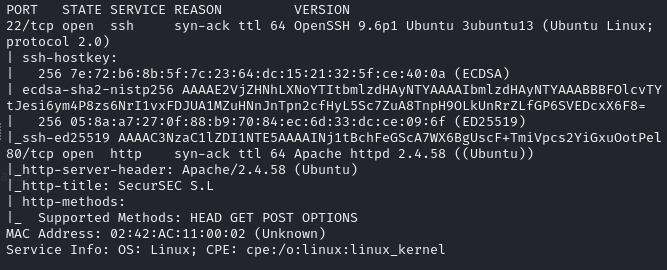 PORT   STATE SERVICE REASON         VERSION
22/tcp open  ssh     syn-ack ttl 64 OpenSSH 9.6p1 Ubuntu 3ubuntu13 (Ubuntu Linux;
protocol 2.0)
| ssh-hostkey:
|   256 7e:72:b6:8b:5f:7c:23:64:dc:15:21:32:5f:ce:40:0a (ECDSA)
| ecdsa-sha2-nistp256 AAAAE2VjZHNhLXNoYTItbmlzdHAyNTYAAAAIbmlzdHAyNTYAAABBBFOlcvTY
tJesi6ym4P8zs6NrI1vxFDJUA1MZuHNnJnTpn2cfHyL5Sc7ZuA8TnpH9OLkUnRrZLfGP6SVEDcxX6F8=
|   256 05:8a:a7:27:0f:88:b9:70:84:ec:6d:33:dc:ce:09:6f (ED25519)
|_ssh-ed25519 AAAAC3NzaC1lZDI1NTE5AAAAINj1tBchFeGScA7WX6BgUscF+TmiVpcs2YiGxuOotPel
80/tcp open  http    syn-ack ttl 64 Apache httpd 2.4.58 ((Ubuntu))
|_http-server-header: Apache/2.4.58 (Ubuntu)
|_http-title: SecurSEC S.L
| http-methods:
|_  Supported Methods: HEAD GET POST OPTIONS
MAC Address: 02:42:AC:11:00:02 (Unknown)
Service Info: OS: Linux; CPE: cpe:/o:linux:linux_kernel